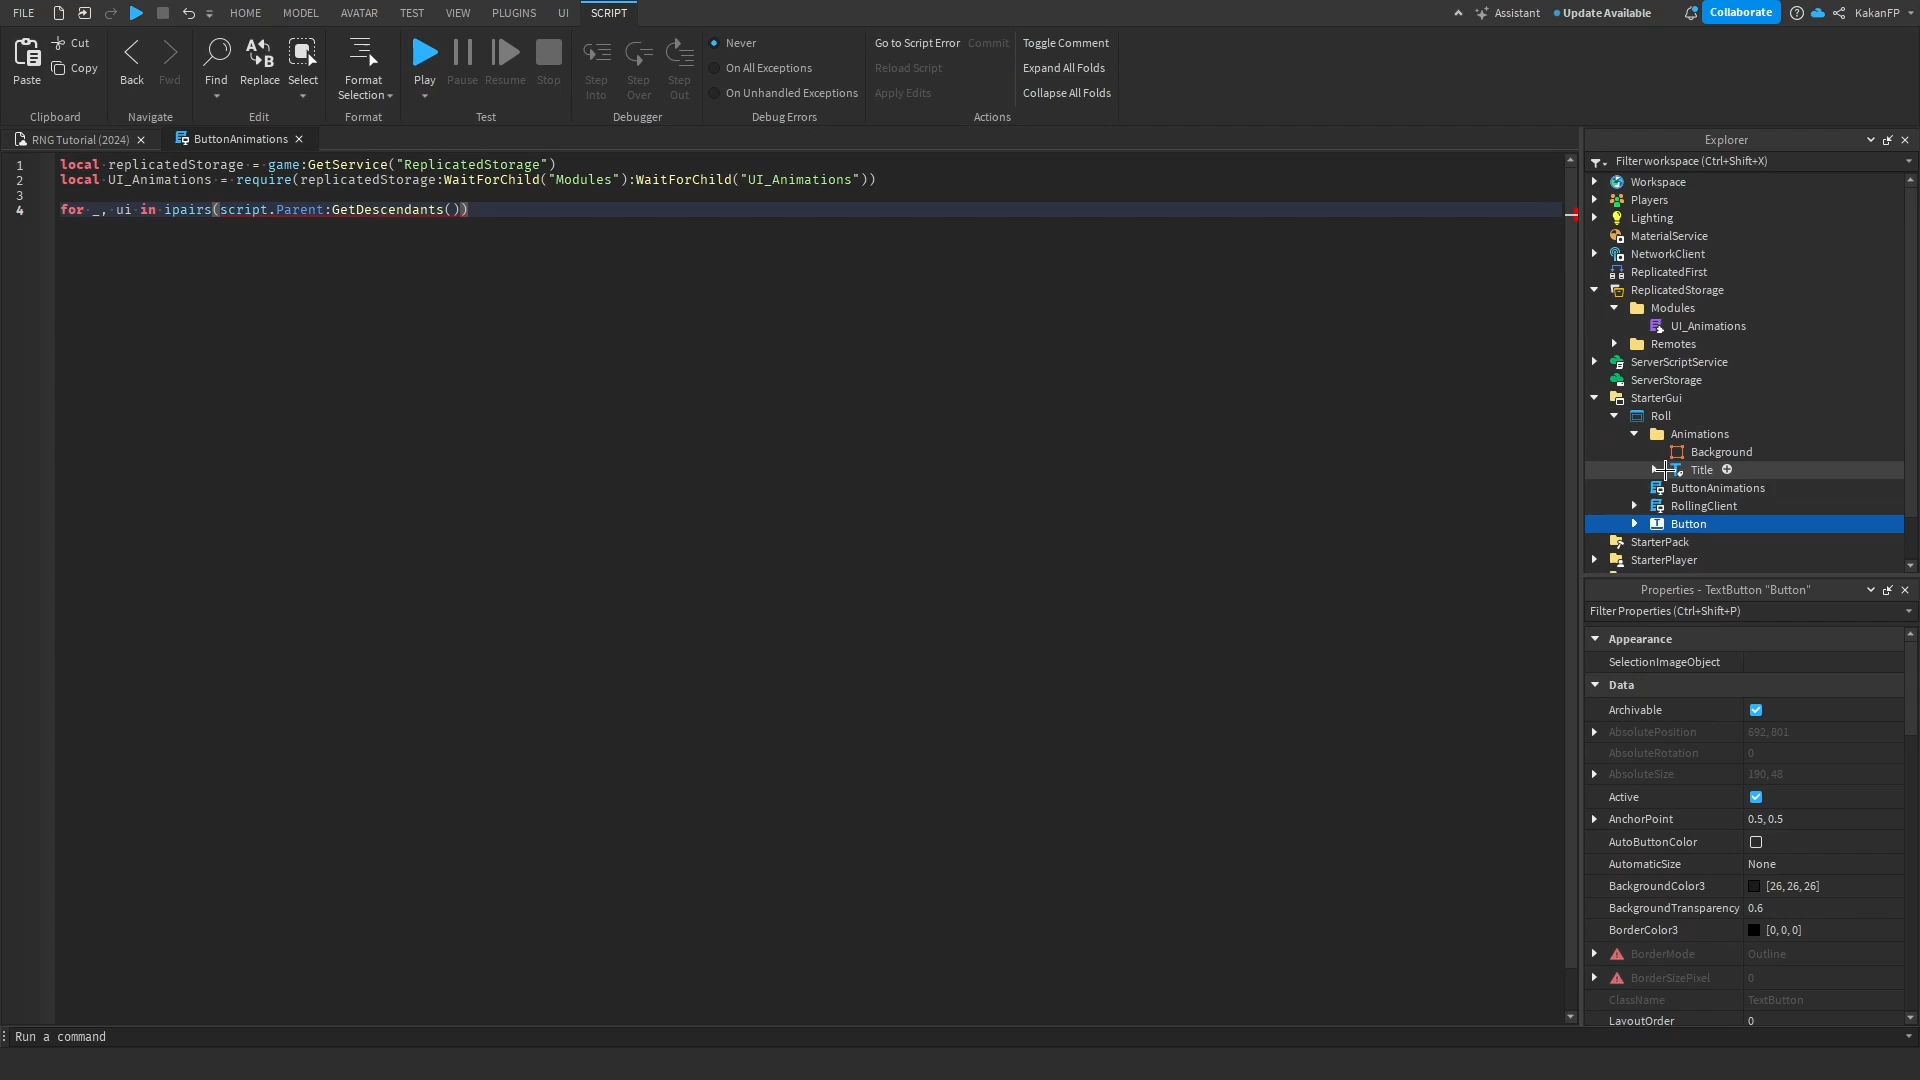 FILE HOME MODEL AVATAR TEST VIEW PLUGINS UI SCRIPT Assistant Update Available Collaborate KakanFP
Paste Cut Copy Clipboard
Back Fwd Navigate
Find Replace Select Edit
Format Selection Format
Play Pause Resume Stop Test
Step Into Step Over Step Out Debugger
Never
On All Exceptions
On Unhandled Exceptions
Debug Errors
Go to Script Error Commit
Reload Script
Apply Edits
Toggle Comment
Expand All Folds
Collapse All Folds
Actions
RNG Tutorial (2024) ButtonAnimations
1 local replicatedStorage = game:GetService("ReplicatedStorage")
2 local UI_Animations = require(replicatedStorage:WaitForChild("Modules"):WaitForChild("UI_Animations"))
3
4 for _, ui in ipairs(script.Parent:GetDescendants())
Explorer
Filter workspace (Ctrl+Shift+X)
Workspace
Players
Lighting
MaterialService
NetworkClient
ReplicatedFirst
ReplicatedStorage
Modules
UI_Animations
Remotes
ServerScriptService
ServerStorage
StarterGui
Roll
Animations
Background
Title
ButtonAnimations
RollingClient
Button
StarterPack
StarterPlayer
Properties - TextButton "Button"
Filter Properties (Ctrl+Shift+P)
Appearance
SelectionImageObject
Data
Archivable
AbsolutePosition 692, 801
AbsoluteRotation 0
AbsoluteSize 190, 48
Active
AnchorPoint 0.5, 0.5
AutoButtonColor
AutomaticSize None
BackgroundColor3 [26, 26, 26]
BackgroundTransparency 0.6
BorderColor3 [0, 0, 0]
BorderMode Outline
BorderSizePixel 0
ClassName TextButton
LayoutOrder 0
Run a command